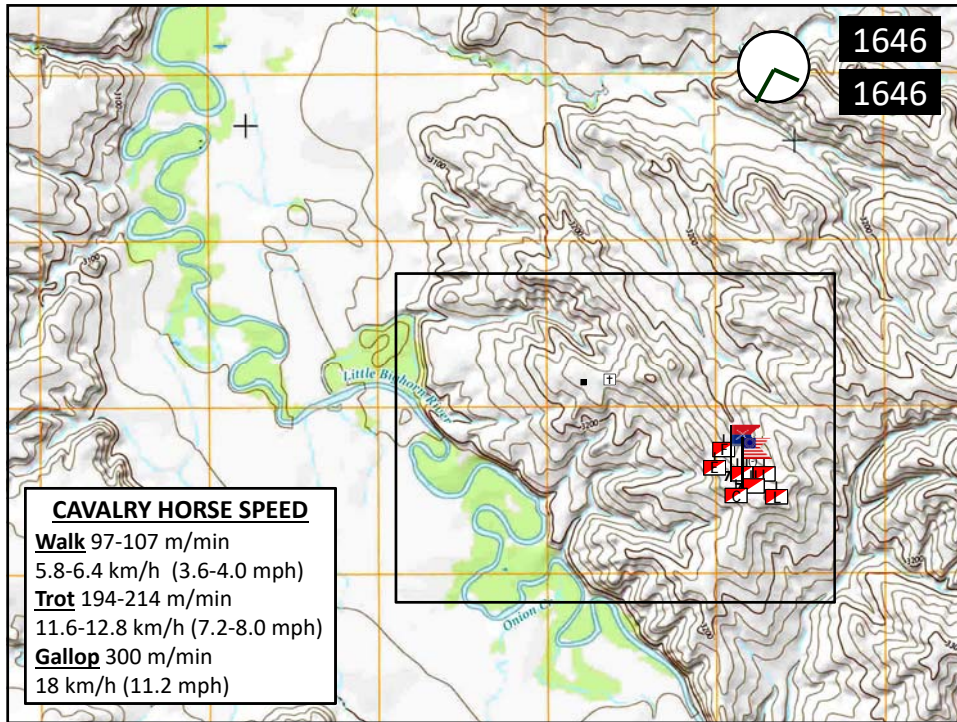 1646
1646
3100
3100
3100
3200
3200
Little Bighorn River
3200
F
E
C
L
CAVALRY HORSE SPEED
Walk 97-107 m/min
5.8-6.4 km/h (3.6-4.0 mph)
Trot 194-214 m/min
11.6-12.8 km/h (7.2-8.0 mph)
Gallop 300 m/min
18 km/h (11.2 mph)
Onion
3200
3200